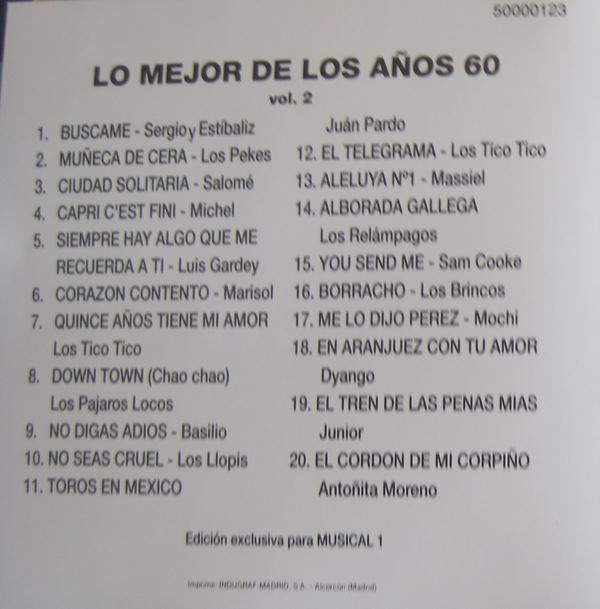 50000123
LO MEJOR DE LOS AÑOS 60
vol. 2
1. BUSCAME - Sergio y Estíbaliz
2. MUÑECA DE CERA - Los Pekes
3. CIUDAD SOLITARIA - Salomé
4. CAPRI C'EST FINI - Michel
5. SIEMPRE HAY ALGO QUE ME
RECUERDA A TI - Luis Gardey
6. CORAZON CONTENTO - Marisol
7. QUINCE AÑOS TIENE MI AMOR
Los Tico Tico
8. DOWN TOWN (Chao chao)
Los Pajaros Locos
9. NO DIGAS ADIOS - Basilio
10. NO SEAS CRUEL - Los Llopis
11. TOROS EN MEXICO
Juán Pardo
12. EL TELEGRAMA - Los Tico Tico
13. ALELUYA Nº1 - Massiel
14. ALBORADA GALLEGA
Los Relámpagos
15. YOU SEND ME - Sam Cooke
16. BORRACHO - Los Brincos
17. ME LO DIJO PEREZ - Mochi
18. EN ARANJUEZ CON TU AMOR
Dyango
19. EL TREN DE LAS PENAS MIAS
Junior
20. EL CORDON DE MI CORPIÑO
Antoñita Moreno
Edición exclusiva para MUSICAL 1
Imprime: INDUGRAF MADRID, S.A. - Alcorcón (Madrid)